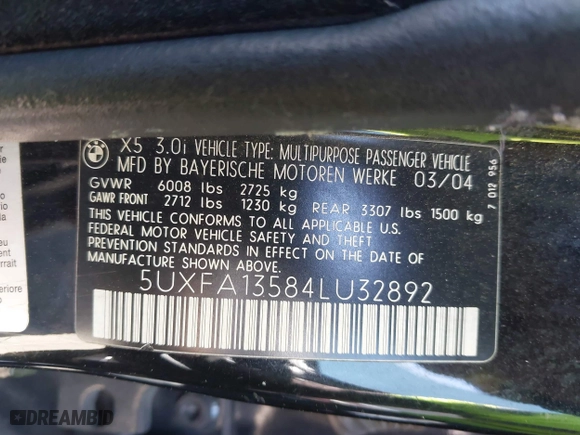 X5 3.0i VEHICLE TYPE: MULTIPURPOSE PASSENGER VEHICLE
MFD BY BAYERISCHE MOTOREN WERKE 03/04
GVWR 6008 lbs 2725 kg
GAWR FRONT 2712 lbs 1230 kg REAR 3307 lbs 1500 kg
THIS VEHICLE CONFORMS TO ALL APPLICABLE U.S.
FEDERAL MOTOR VEHICLE SAFETY AND THEFT
PREVENTION STANDARDS IN EFFECT ON THE DATE OF
MANUFACTURE SHOWN ABOVE.
5UXFA13584LU32892
7 012 956
BMW
ieure
DREAMBID